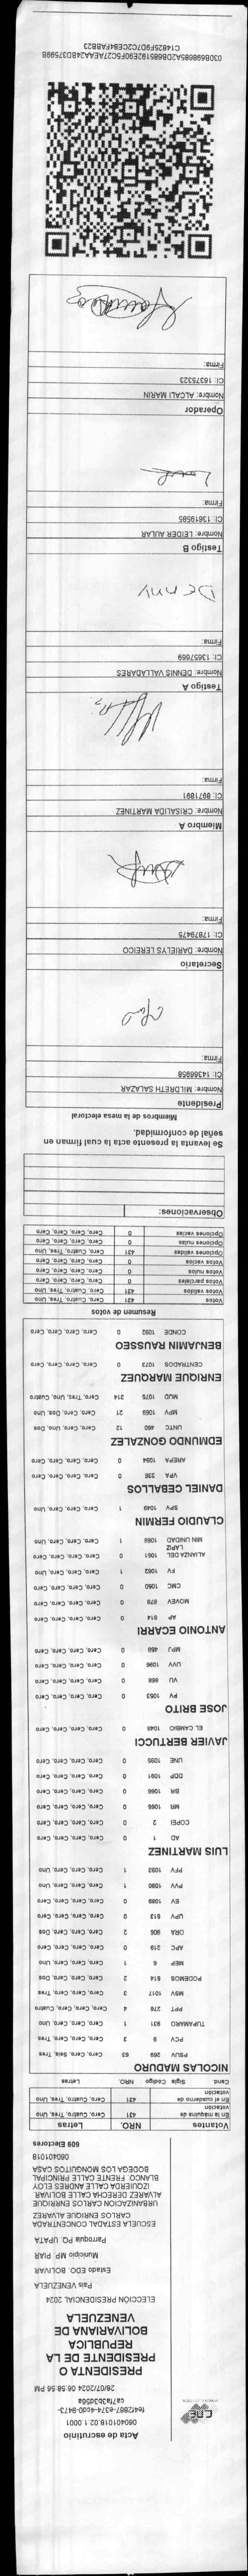 CNE
Acta de escrutinio
060401018.02.1.0001
fe4f2867-e374-4cd0-9473-
ca7fa3b3d56a
28/07/2024 06:56:56 PM
PRESIDENTA O
PRESIDENTE DE LA
REPUBLICA
BOLIVARIANA DE
VENEZUELA
ELECCIÓN PRESIDENCIAL 2024
Pais VENEZUELA
Estado EDO. BOLIVAR
Municipio MP. PIAR
Parroquia PQ. UPATA
ESCUELA ESTADAL CONCENTRADA
CARLOS ENRIQUE ALVAREZ
URBANIZACION CARLOS ENRRIQUE
ALVAREZ DERECHA CALLE BOLIVAR.
IZQUIERDA CALLE ANDRES ELOY
BLANCO. FRENTE CALLE PRINCIPAL
BODEGA LOS MONGUITOS CASA
060401018
609 Electores
Votantes NRO. Letras
En la máquina de votación 431 Cero, Cuatro, Tres, Uno
En el cuaderno de votación 431 Cero, Cuatro, Tres, Uno
Cand. Sigla Código NRO. Letras
NICOLAS MADURO
PSUV 269 63 Cero, Cero, Seis, Tres
PCV 9 3 Cero, Cero, Cero, Tres
TUPAMARO 931 1 Cero, Cero, Cero, Uno
PPT 276 4 Cero, Cero, Cero, Cuatro
MSV 1017 3 Cero, Cero, Cero, Tres
PODEMOS 514 2 Cero, Cero, Cero, Dos
MEP 6 1 Cero, Cero, Cero, Uno
APC 219 0 Cero, Cero, Cero, Cero
ORA 906 2 Cero, Cero, Cero, Dos
UPV 513 0 Cero, Cero, Cero, Cero
EV 1089 0 Cero, Cero, Cero, Cero
PVV 1090 1 Cero, Cero, Cero, Uno
PFV 1093 1 Cero, Cero, Cero, Uno
LUIS MARTINEZ
AD 1 0 Cero, Cero, Cero, Cero
COPEI 2 0 Cero, Cero, Cero, Cero
MR 1065 0 Cero, Cero, Cero, Cero
BR 1066 0 Cero, Cero, Cero, Cero
DDP 1091 0 Cero, Cero, Cero, Cero
UNE 1095 0 Cero, Cero, Cero, Cero
JAVIER BERTUCCI
EL CAMBIO 1048 0 Cero, Cero, Cero, Cero
JOSE BRITO
PV 1053 0 Cero, Cero, Cero, Cero
VU 868 0 Cero, Cero, Cero, Cero
UVV 1096 0 Cero, Cero, Cero, Cero
MPJ 458 0 Cero, Cero, Cero, Cero
ANTONIO ECARRI
AP 814 0 Cero, Cero, Cero, Cero
MOVEV 878 0 Cero, Cero, Cero, Cero
CMC 1050 0 Cero, Cero, Cero, Cero
FV 1062 1 Cero, Cero, Cero, Uno
ALIANZA DEL LAPIZ 1051 0 Cero, Cero, Cero, Cero
MIN UNIDAD 1069 1 Cero, Cero, Cero, Uno
CLAUDIO FERMIN
SPV 1049 1 Cero, Cero, Cero, Uno
DANIEL CEBALLOS
VPA 236 0 Cero, Cero, Cero, Cero
AREPA 1084 0 Cero, Cero, Cero, Cero
EDMUNDO GONZALEZ
UNTC 460 12 Cero, Cero, Uno, Dos
MPV 1069 21 Cero, Cero, Dos, Uno
MUD 1075 314 Cero, Tres, Uno, Cuatro
ENRIQUE MARQUEZ
CENTRADOS 1073 0 Cero, Cero, Cero, Cero
BENJAMIN RAUSSEO
CONDE 1092 0 Cero, Cero, Cero, Cero
Resumen de votos
Votos 431 Cero, Cuatro, Tres, Uno
Votos validos 431 Cero, Cuatro, Tres, Uno
Votos parciales 0 Cero, Cero, Cero, Cero
Votos nulos 0 Cero, Cero, Cero, Cero
Votos vacios 0 Cero, Cero, Cero, Cero
Opciones validas 431 Cero, Cuatro, Tres, Uno
Opciones nulas 0 Cero, Cero, Cero, Cero
Opciones vacias 0 Cero, Cero, Cero, Cero
Observaciones:
Se levanta la presente acta la cual firman en
señal de conformidad.
Miembros de la mesa electoral
Presidente
Nombre: MILDRETH SALAZAR
CI: 14366958
Firma:
Secretario
Nombre: DARIELYS LEREICO
CI: 17879475
Firma:
Miembro A
Nombre: CRISALIDA MARTINEZ
CI: 8971891
Firma:
Testigo A
Nombre: DENNIS VALLADARES
CI: 13657669
Firma:
Denny
Testigo B
Nombre: LEIDER AULAR
CI: 13619585
Firma:
Operador
Nombre: ALCALI MARIN
CI: 16375323
Firma:
030B698685A2DB685192E90F5C27AEAA24BD37599B
C14825F9D7C2CE84FABB23